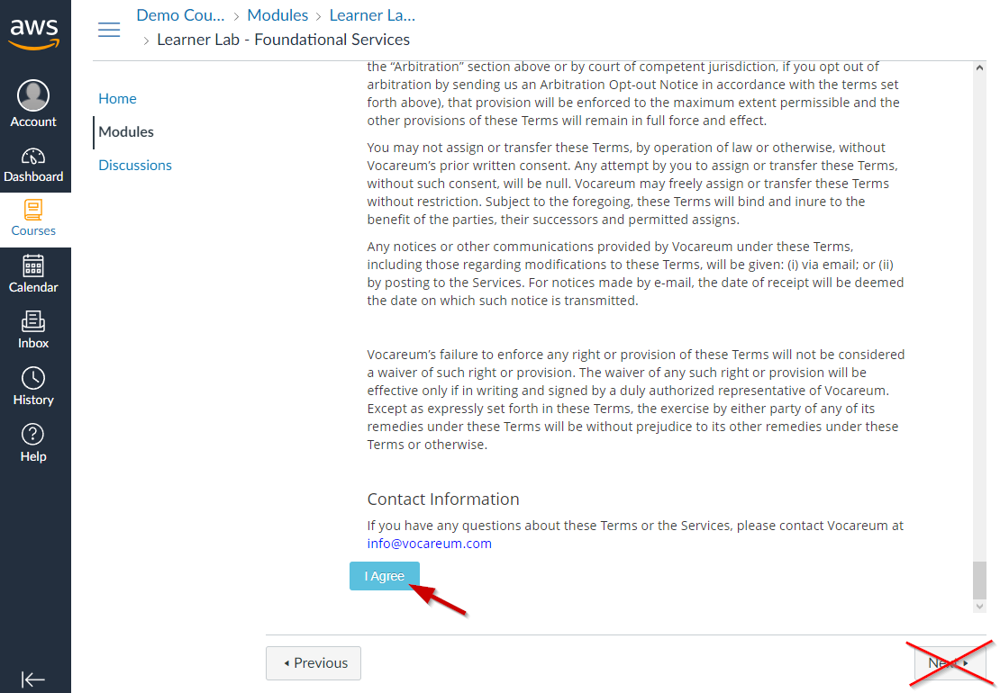 aws
Account
Dashboard
Courses
Calendar
Inbox
History
Help
Demo Cou... > Modules > Learner La...
> Learner Lab - Foundational Services
Home
Modules
Discussions
the “Arbitration” section above or by court of competent jurisdiction, if you opt out of
arbitration by sending us an Arbitration Opt-out Notice in accordance with the terms set
forth above), that provision will be enforced to the maximum extent permissible and the
other provisions of these Terms will remain in full force and effect.
You may not assign or transfer these Terms, by operation of law or otherwise, without
Vocareum’s prior written consent. Any attempt by you to assign or transfer these Terms,
without such consent, will be null. Vocareum may freely assign or transfer these Terms
without restriction. Subject to the foregoing, these Terms will bind and inure to the
benefit of the parties, their successors and permitted assigns.
Any notices or other communications provided by Vocareum under these Terms,
including those regarding modifications to these Terms, will be given: (i) via email; or (ii)
by posting to the Services. For notices made by e-mail, the date of receipt will be deemed
the date on which such notice is transmitted.
Vocareum’s failure to enforce any right or provision of these Terms will not be considered
a waiver of such right or provision. The waiver of any such right or provision will be
effective only if in writing and signed by a duly authorized representative of Vocareum.
Except as expressly set forth in these Terms, the exercise by either party of any of its
remedies under these Terms will be without prejudice to its other remedies under these
Terms or otherwise.
Contact Information
If you have any questions about these Terms or the Services, please contact Vocareum at
info@vocareum.com
I Agree
Previous
Next